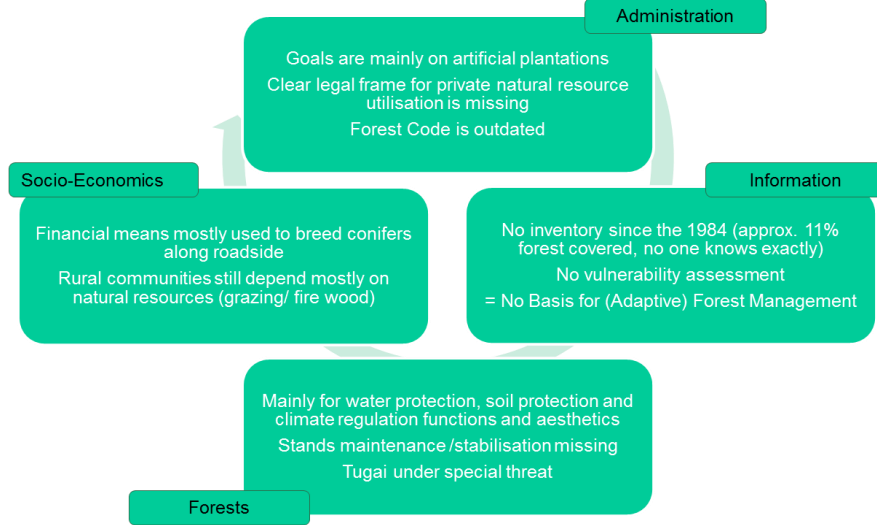 Administration
Goals are mainly on artificial plantations
Clear legal frame for private natural resource
utilisation is missing
Forest Code is outdated
Socio-Economics
Financial means mostly used to breed conifers
along roadside
Rural communities still depend mostly on
natural resources (grazing/ fire wood)
Information
No inventory since the 1984 (approx. 11%
forest covered, no one knows exactly)
No vulnerability assessment
= No Basis for (Adaptive) Forest Management
Mainly for water protection, soil protection and
climate regulation functions and aesthetics
Stands maintenance /stabilisation missing
Tugai under special threat
Forests